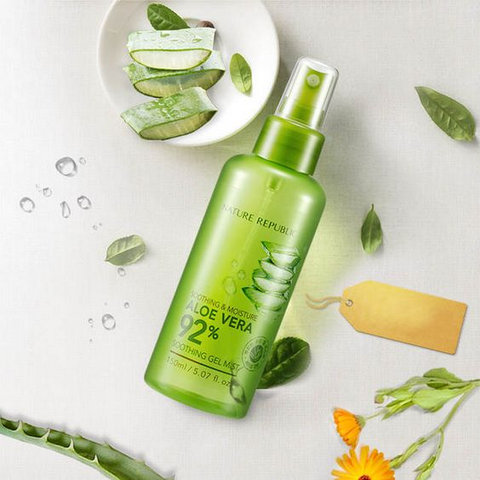 NATURE REPUBLIC
SOOTHING & MOISTURE
ALOE VERA
92%
SOOTHING GEL MIST
150ml / 5.07 fl. oz